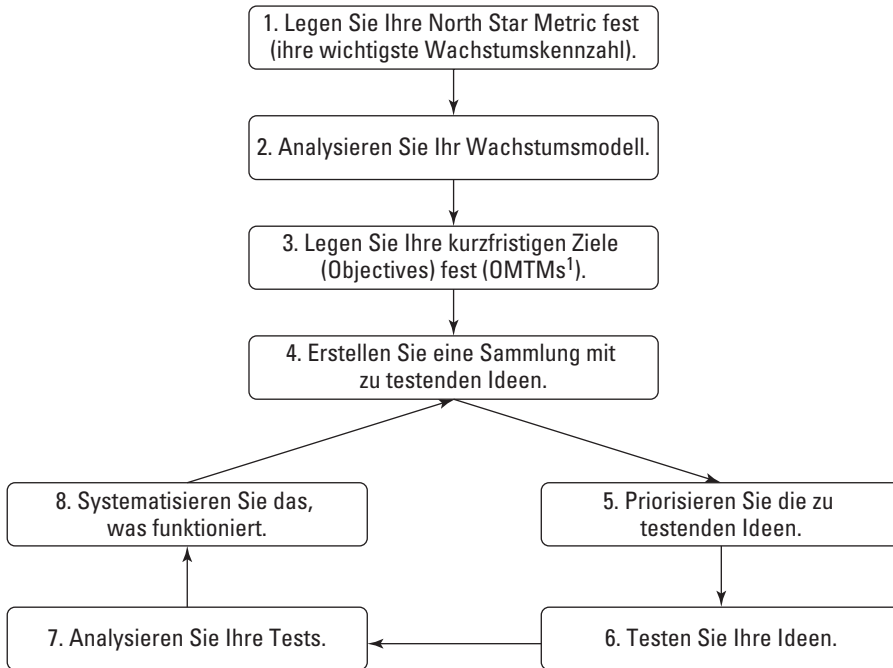 1. Legen Sie Ihre North Star Metric fest
(ihre wichtigste Wachstumskennzahl).
2. Analysieren Sie Ihr Wachstumsmodell.
3. Legen Sie Ihre kurzfristigen Ziele
(Objectives) fest (OMTMs¹).
4. Erstellen Sie eine Sammlung mit
zu testenden Ideen.
5. Priorisieren Sie die zu
testenden Ideen.
6. Testen Sie Ihre Ideen.
7. Analysieren Sie Ihre Tests.
8. Systematisieren Sie das,
was funktioniert.